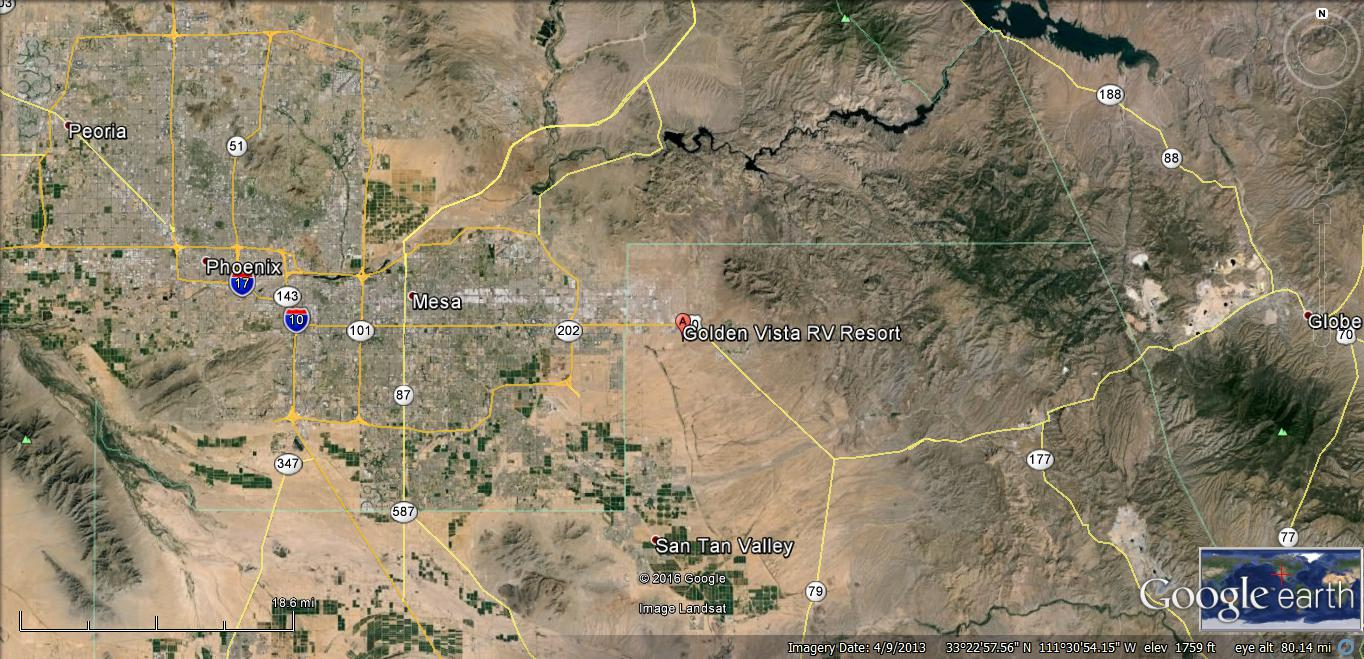 03
N
188
Peoria
51
88
Phoenix
17
143
Mesa
10
101
202
Golden Vista RV Resort
A
Globe
70
87
347
177
587
77
San Tan Valley
© 2016 Google
79
18.6 mi
Image Landsat
Google earth
Imagery Date: 4/9/2013 33°22'57.56" N 111°30'54.15" W elev 1759 ft eye alt 80.14 mi